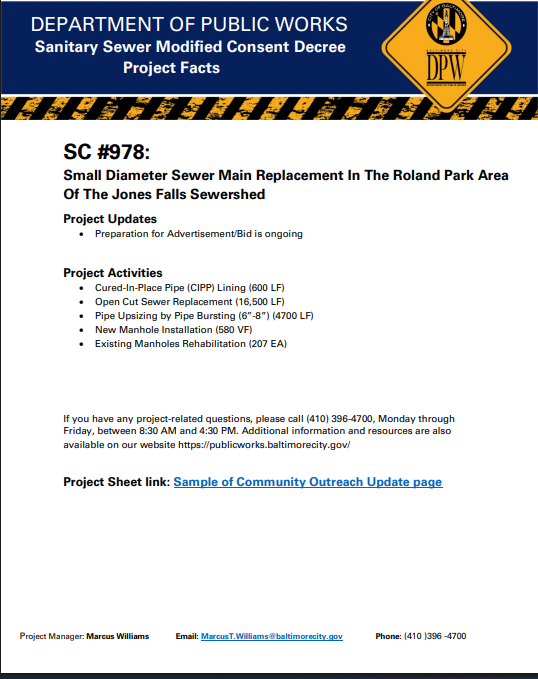 DEPARTMENT OF PUBLIC WORKS
Sanitary Sewer Modified Consent Decree
Project Facts
CITY OF BALTIMORE
BALTIMORE CITY
DPW
SC #978:
Small Diameter Sewer Main Replacement In The Roland Park Area
Of The Jones Falls Sewershed
Project Updates
• Preparation for Advertisement/Bid is ongoing
Project Activities
• Cured-In-Place Pipe (CIPP) Lining (600 LF)
• Open Cut Sewer Replacement (16,500 LF)
• Pipe Upsizing by Pipe Bursting (6”-8”) (4700 LF)
• New Manhole Installation (580 VF)
• Existing Manholes Rehabilitation (207 EA)
If you have any project-related questions, please call (410) 396-4700, Monday through
Friday, between 8:30 AM and 4:30 PM. Additional information and resources are also
available on our website https://publicworks.baltimorecity.gov/
Project Sheet link: Sample of Community Outreach Update page
Project Manager: Marcus Williams Email: MarcusT.Williams@baltimorecity.gov Phone: (410 )396 -4700